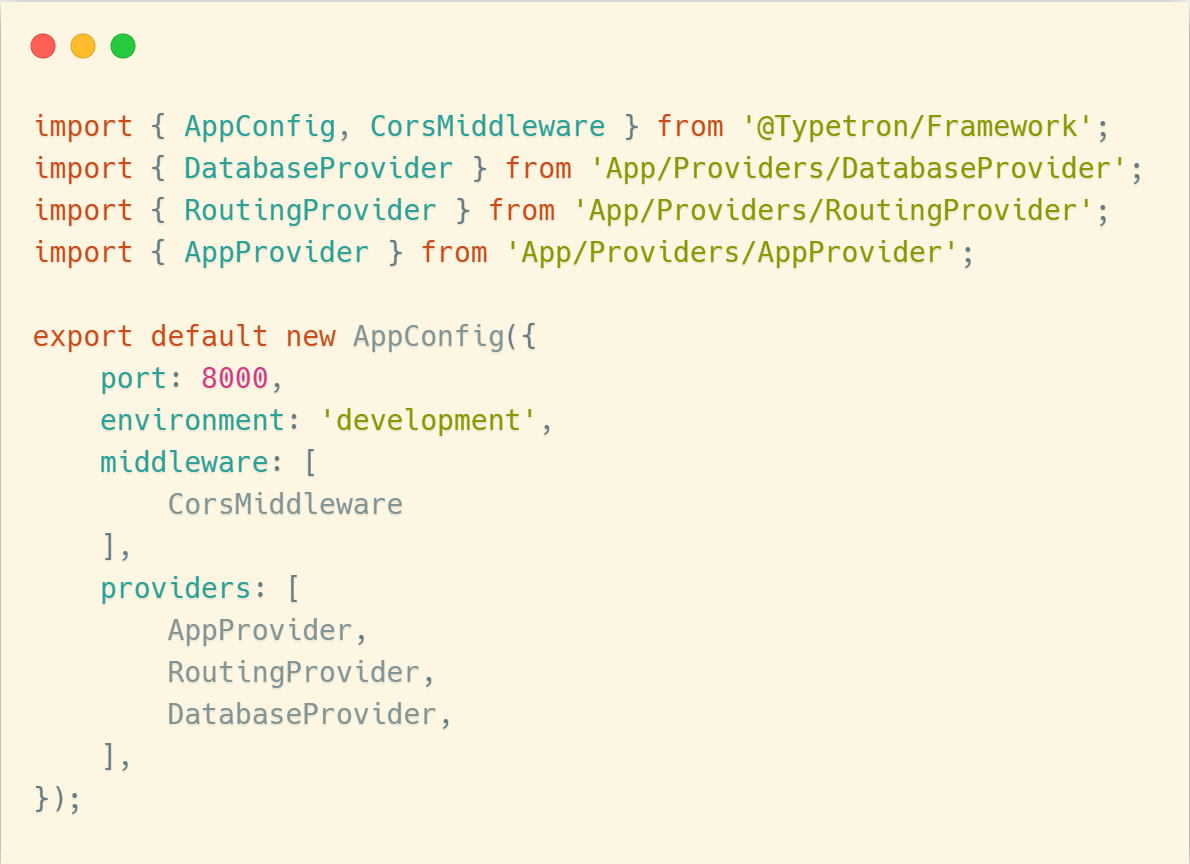 import { AppConfig, CorsMiddleware } from '@Typetron/Framework';
import { DatabaseProvider } from 'App/Providers/DatabaseProvider';
import { RoutingProvider } from 'App/Providers/RoutingProvider';
import { AppProvider } from 'App/Providers/AppProvider';

export default new AppConfig({
    port: 8000,
    environment: 'development',
    middleware: [
        CorsMiddleware
    ],
    providers: [
        AppProvider,
        RoutingProvider,
        DatabaseProvider,
    ],
});